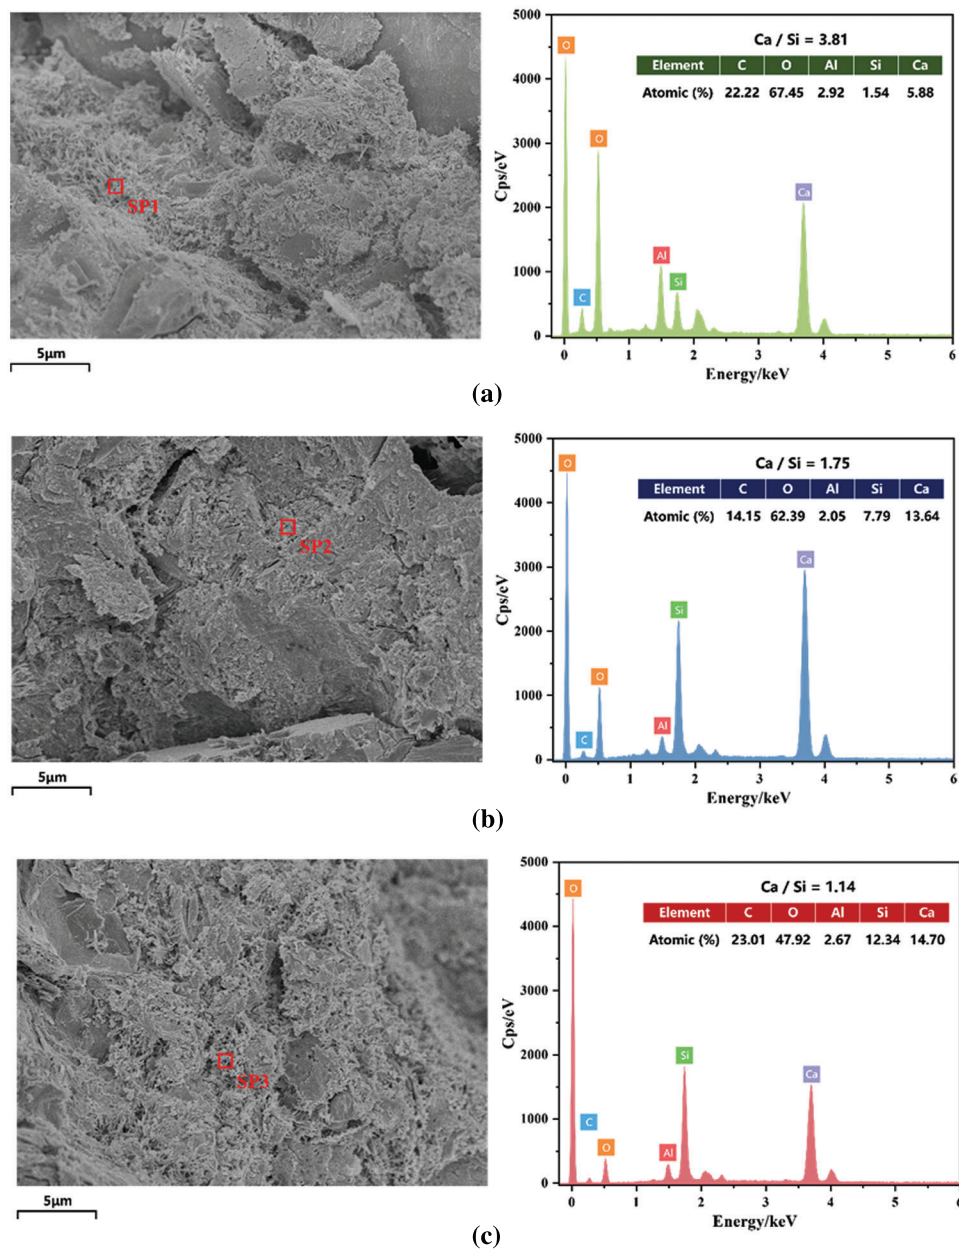 SP1
5μm
Ca / Si = 3.81
Element C O Al Si Ca
Atomic (%) 22.22 67.45 2.92 1.54 5.88
O
O
C
Al
Si
Ca
5000
4000
3000
2000
1000
0
Cps/eV
0 1 2 3 4 5 6
Energy/keV
(a)
SP2
5μm
Ca / Si = 1.75
Element C O Al Si Ca
Atomic (%) 14.15 62.39 2.05 7.79 13.64
O
O
C
Al
Si
Ca
5000
4000
3000
2000
1000
0
Cps/eV
0 1 2 3 4 5 6
Energy/keV
(b)
SP3
5μm
Ca / Si = 1.14
Element C O Al Si Ca
Atomic (%) 23.01 47.92 2.67 12.34 14.70
O
C
O
Al
Si
Ca
5000
4000
3000
2000
1000
0
Cps/eV
0 1 2 3 4 5 6
Energy/keV
(c)